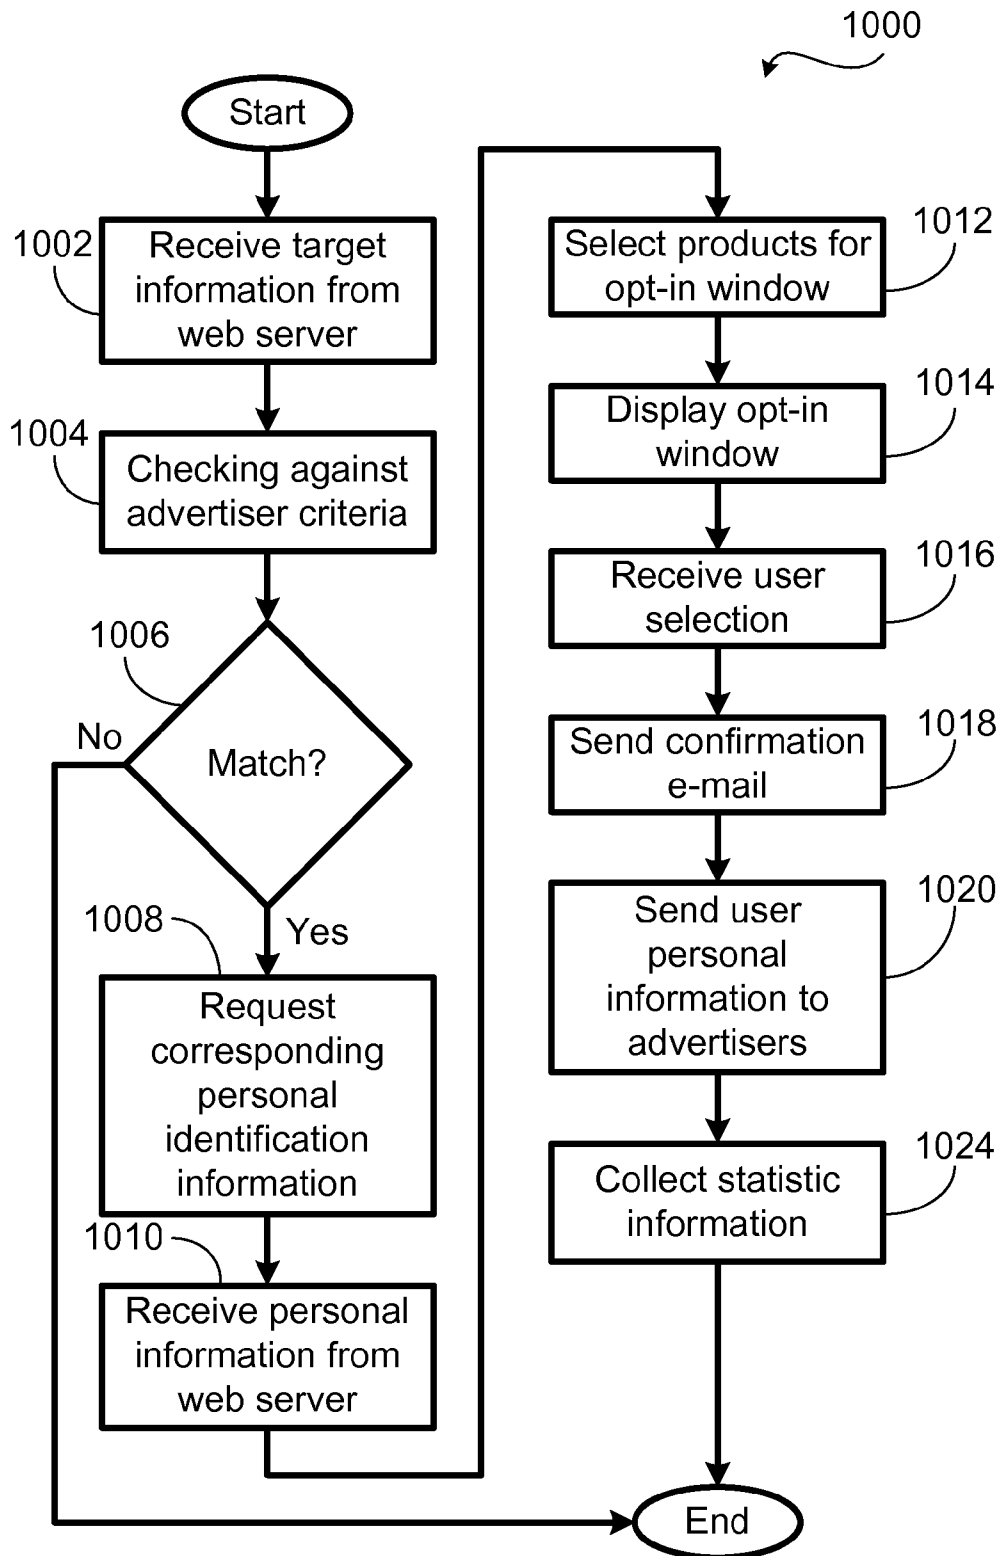 1000
Start
1002
Receive target
information from
web server
1004
Checking against
advertiser criteria
1006
No
Match?
Yes
1008
Request
corresponding
personal
identification
information
1010
Receive personal
information from
web server
1012
Select products for
opt-in window
1014
Display opt-in
window
1016
Receive user
selection
1018
Send confirmation
e-mail
1020
Send user
personal
information to
advertisers
1024
Collect statistic
information
End